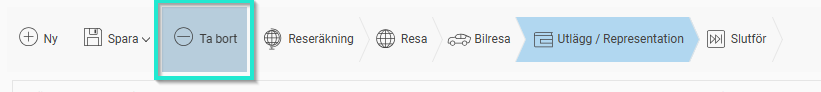 Ny Spara Ta bort Reseräkning Resa Bilresa Utlägg / Representation Slutför